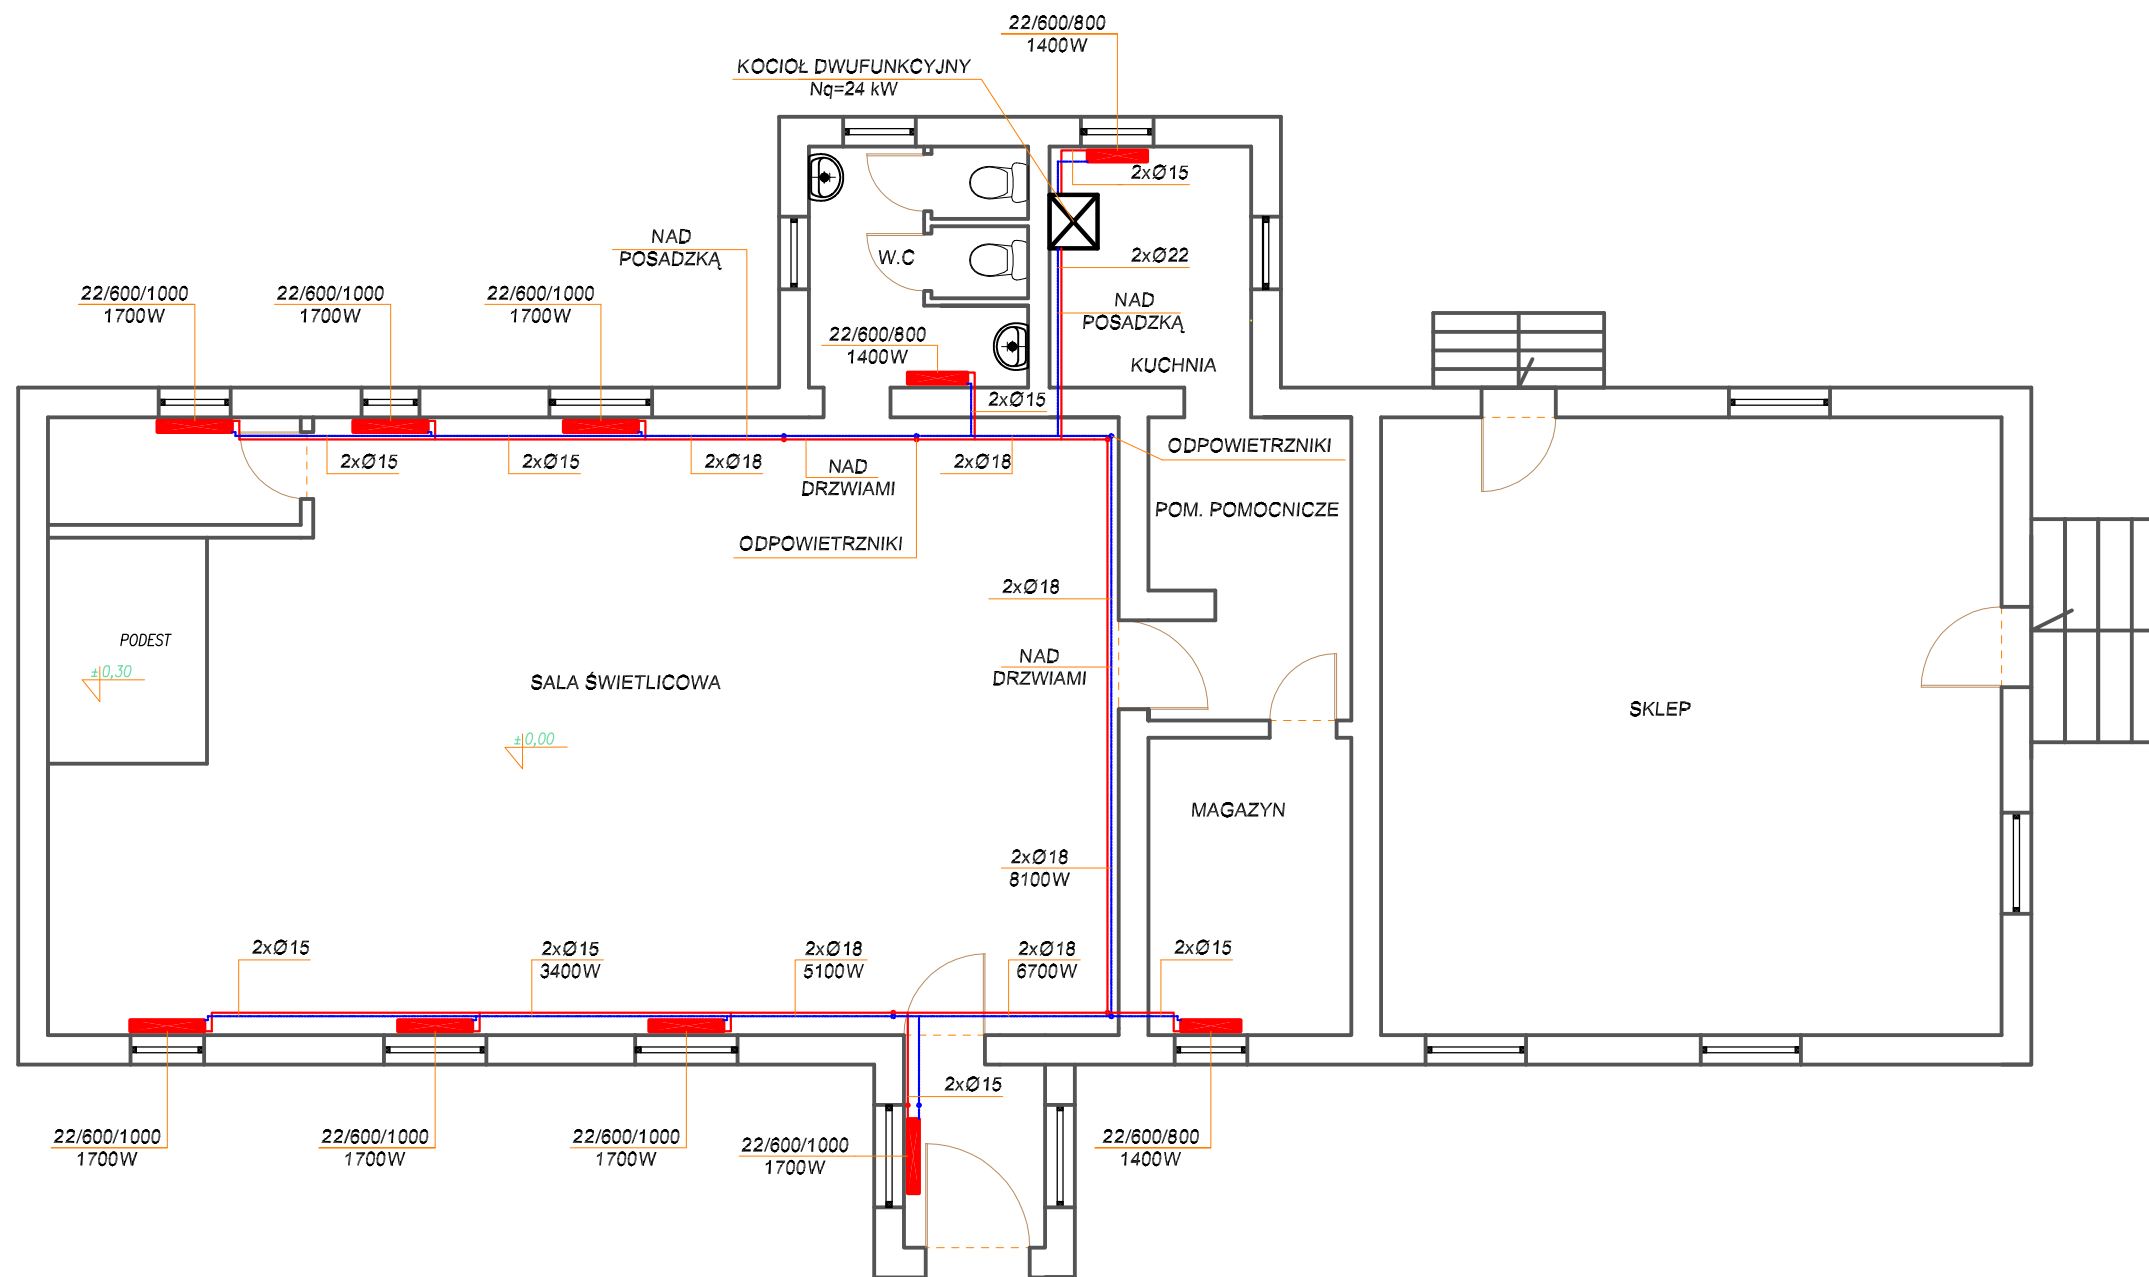 22/600/800
1400W
KOCIOŁ DWUFUNKCYJNY
Nq=24 kW
2xØ15
NAD
POSADZKĄ
W.C
2xØ22
22/600/1000
1700W
22/600/1000
1700W
22/600/1000
1700W
NAD
POSADZKĄ
22/600/800
1400W
KUCHNIA
2xØ15
2xØ15
2xØ15
2xØ18
NAD
DRZWIAMI
2xØ18
ODPOWIETRZNIKI
POM. POMOCNICZE
ODPOWIETRZNIKI
2xØ18
PODEST
±0,30
SALA ŚWIETLICOWA
NAD
DRZWIAMI
SKLEP
±0,00
MAGAZYN
2xØ18
8100W
2xØ15
2xØ15
3400W
2xØ18
5100W
2xØ18
6700W
2xØ15
2xØ15
22/600/1000
1700W
22/600/1000
1700W
22/600/1000
1700W
22/600/1000
1700W
22/600/800
1400W